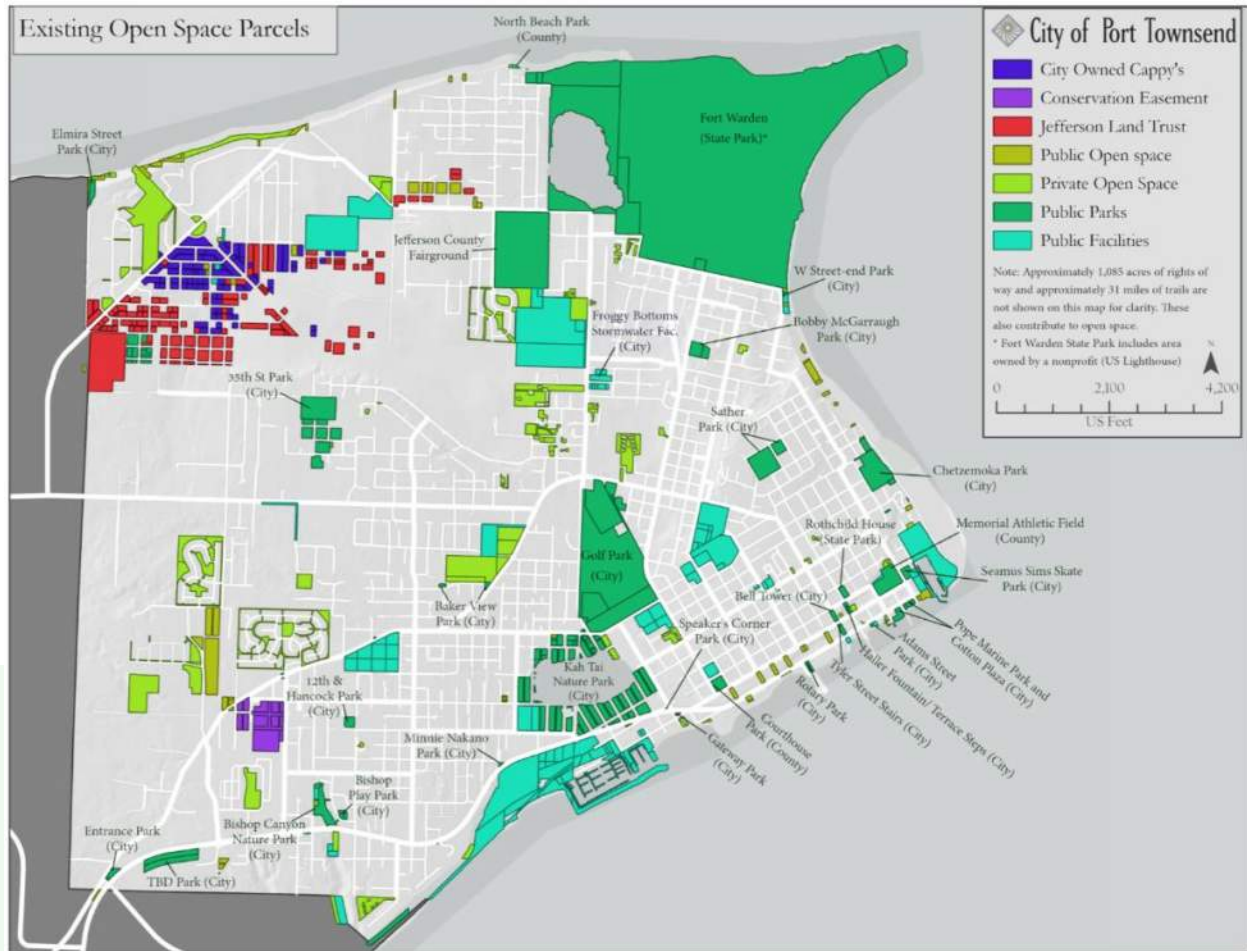 Existing Open Space Parcels
North Beach Park
(County)
City of Port Townsend
City Owned Cappy's
Conservation Easement
Jefferson Land Trust
Public Open space
Private Open Space
Public Parks
Public Facilities
Note: Approximately 1,085 acres of rights of
way and approximately 31 miles of trails are
not shown on this map for clarity. These
also contribute to open space.
* Fort Warden State Park includes area
owned by a nonprofit (US Lighthouse)
N
0
2,100
4,200
US Feet
Elmira Street
Park (City)
Fort Warden
(State Park)*
Jefferson County
Fairground
W Street-end Park
(City)
Froggy Bottoms
Stormwater Fac.
(City)
Bobby McGarraugh
Park (City)
35th St Park
(City)
Sather
Park (City)
Chetzemoka Park
(City)
Rothchild House
(State Park)
Memorial Athletic Field
(County)
Golf Park
(City)
Seamus Sims Skate
Park (City)
Baker View
Park (City)
Bell Tower (City)
Speaker's Corner
Park (City)
Pope Marine Park and
Cotton Plaza (City)
Adams Street
Park (City)
Haller Fountain/ Terrace Steps (City)
Tyler Street Stairs (City)
Rotary Park
(City)
Kah Tai
Nature Park
(City)
12th &
Hancock Park
(City)
Courthouse
Park (County)
Gateway Park
(City)
Minnie Nakano
Park (City)
Bishop
Play Park
(City)
Bishop Canyon
Nature Park
(City)
Entrance Park
(City)
TBD Park (City)